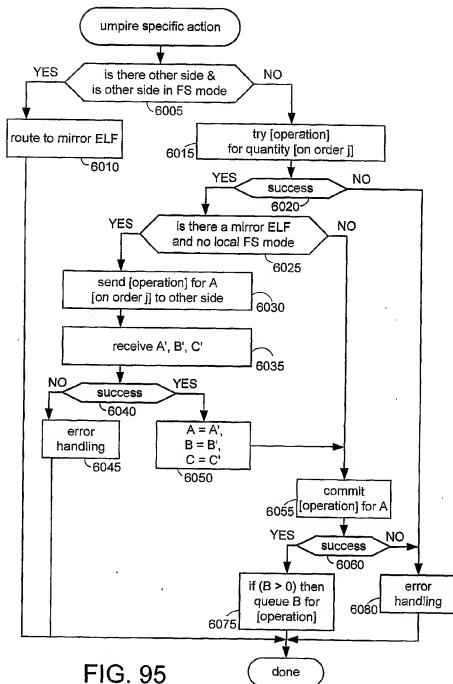 umpire specific action
YES
is there other side &
is other side in FS mode
NO
6005
route to mirror ELF
6010
try [operation]
for quantity [on order j]
6015
YES
success
NO
6020
YES
is there a mirror ELF
and no local FS mode
NO
6025
send [operation] for A
[on order j] to other side
6030
receive A', B', C'
6035
NO
success
YES
6040
error
handling
6045
A = A',
B = B',
C = C'
6050
commit
[operation] for A
6055
YES
success
NO
6060
if (B > 0) then
queue B for
[operation]
6075
error
handling
6080
done
FIG. 95